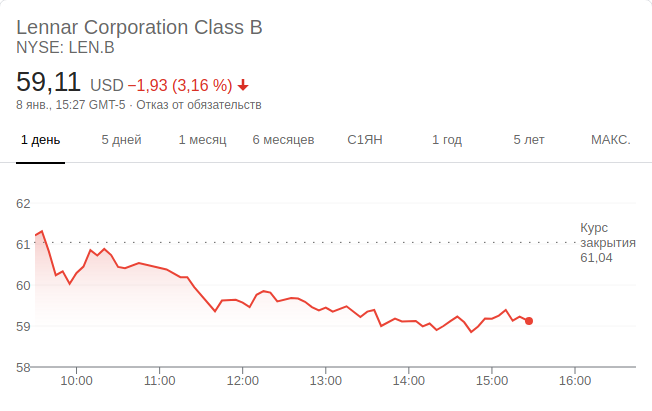 Lennar Corporation Class B
NYSE: LEN.B
59,11 USD −1,93 (3,16 %)
8 янв., 15:27 GMT-5 · Отказ от обязательств
1 день 5 дней 1 месяц 6 месяцев С1ЯН 1 год 5 лет МАКС.
62
61
60
59
58
Курс
закрытия
61,04
10:00 11:00 12:00 13:00 14:00 15:00 16:00